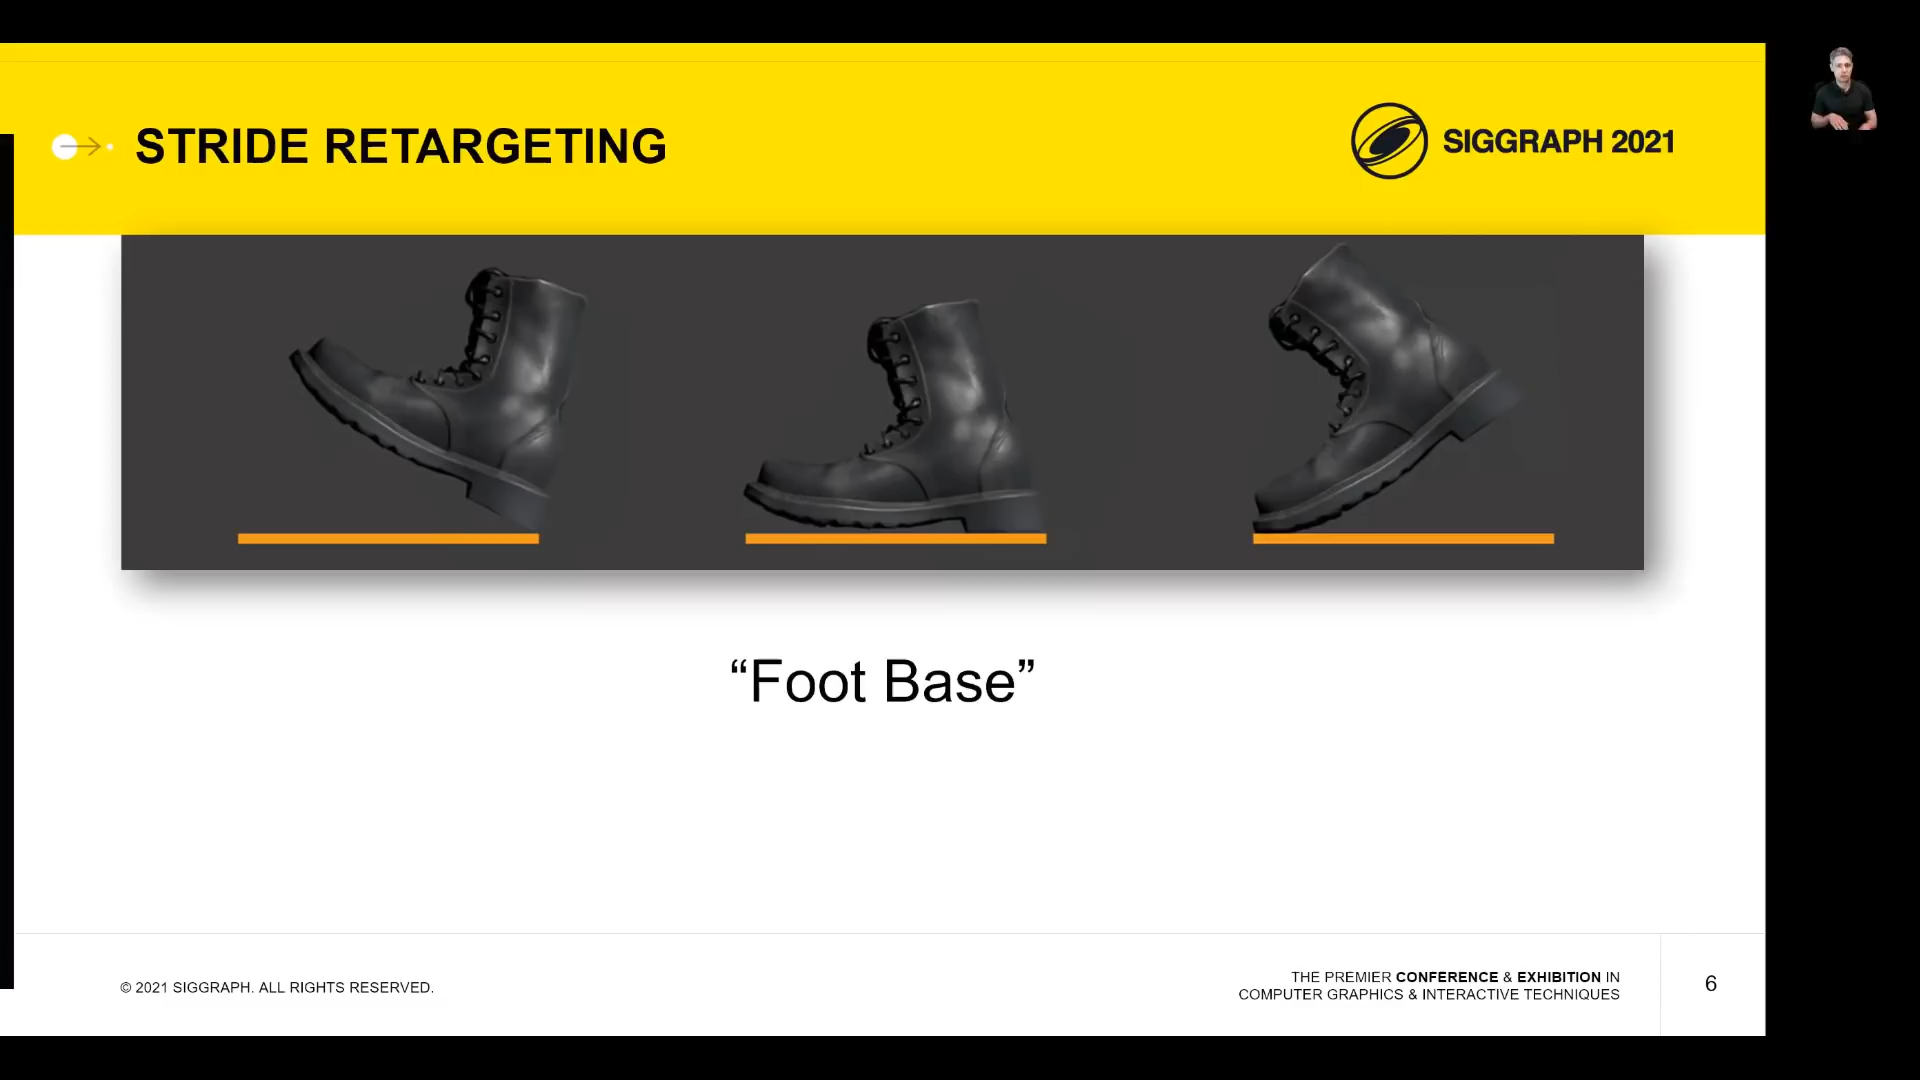 STRIDE RETARGETING
SIGGRAPH 2021
“Foot Base”
© 2021 SIGGRAPH. ALL RIGHTS RESERVED.
THE PREMIER CONFERENCE & EXHIBITION IN
COMPUTER GRAPHICS & INTERACTIVE TECHNIQUES
6